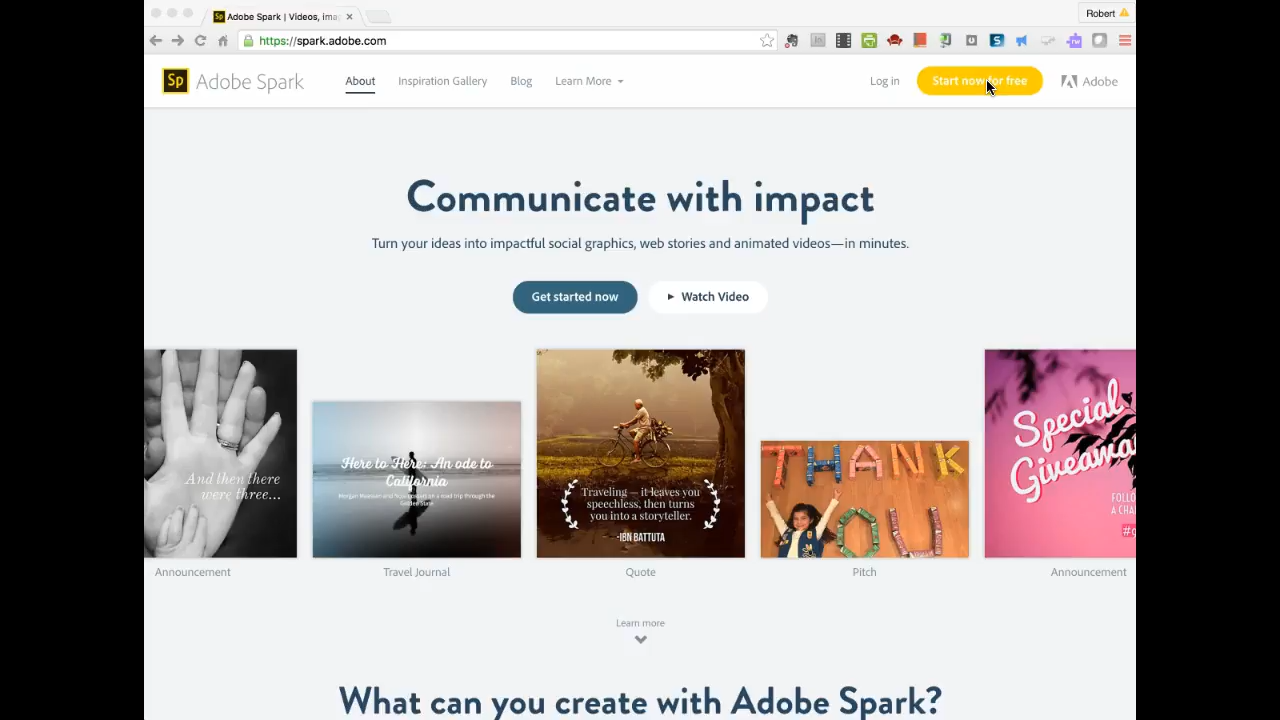 Adobe Spark | Videos, ima
Robert
https://spark.adobe.com
Sp Adobe Spark
About
Inspiration Gallery
Blog
Learn More
Log in
Start now for free
Adobe
Communicate with impact
Turn your ideas into impactful social graphics, web stories and animated videos—in minutes.
Get started now
Watch Video
And then there
were three...
Announcement
Here to Here: An ode to
California
Travel Journal
Traveling — it leaves you
speechless, then turns
you into a storyteller.
-IBN BATTUTA
Quote
THANK
YOU
Pitch
Special
Giveawa
FOLLO
A CHA
#g
Announcement
Learn more
What can you create with Adobe Spark?